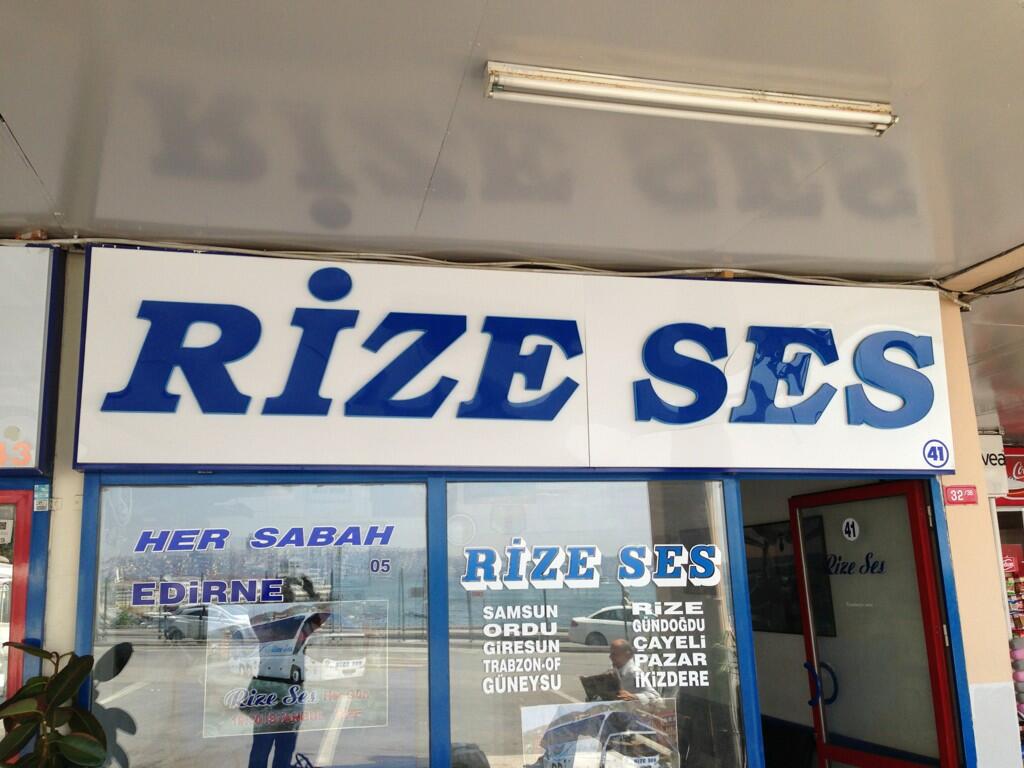 RİZE SES
41
32/36
HER SABAH
05
EDİRNE
RİZE SES
SAMSUN
ORDU
GİRESUN
TRABZON-OF
GÜNEYSU
RİZE
GÜNDOĞDU
ÇAYELİ
PAZAR
İKİZDERE
41
Rize Ses
Rize Ses